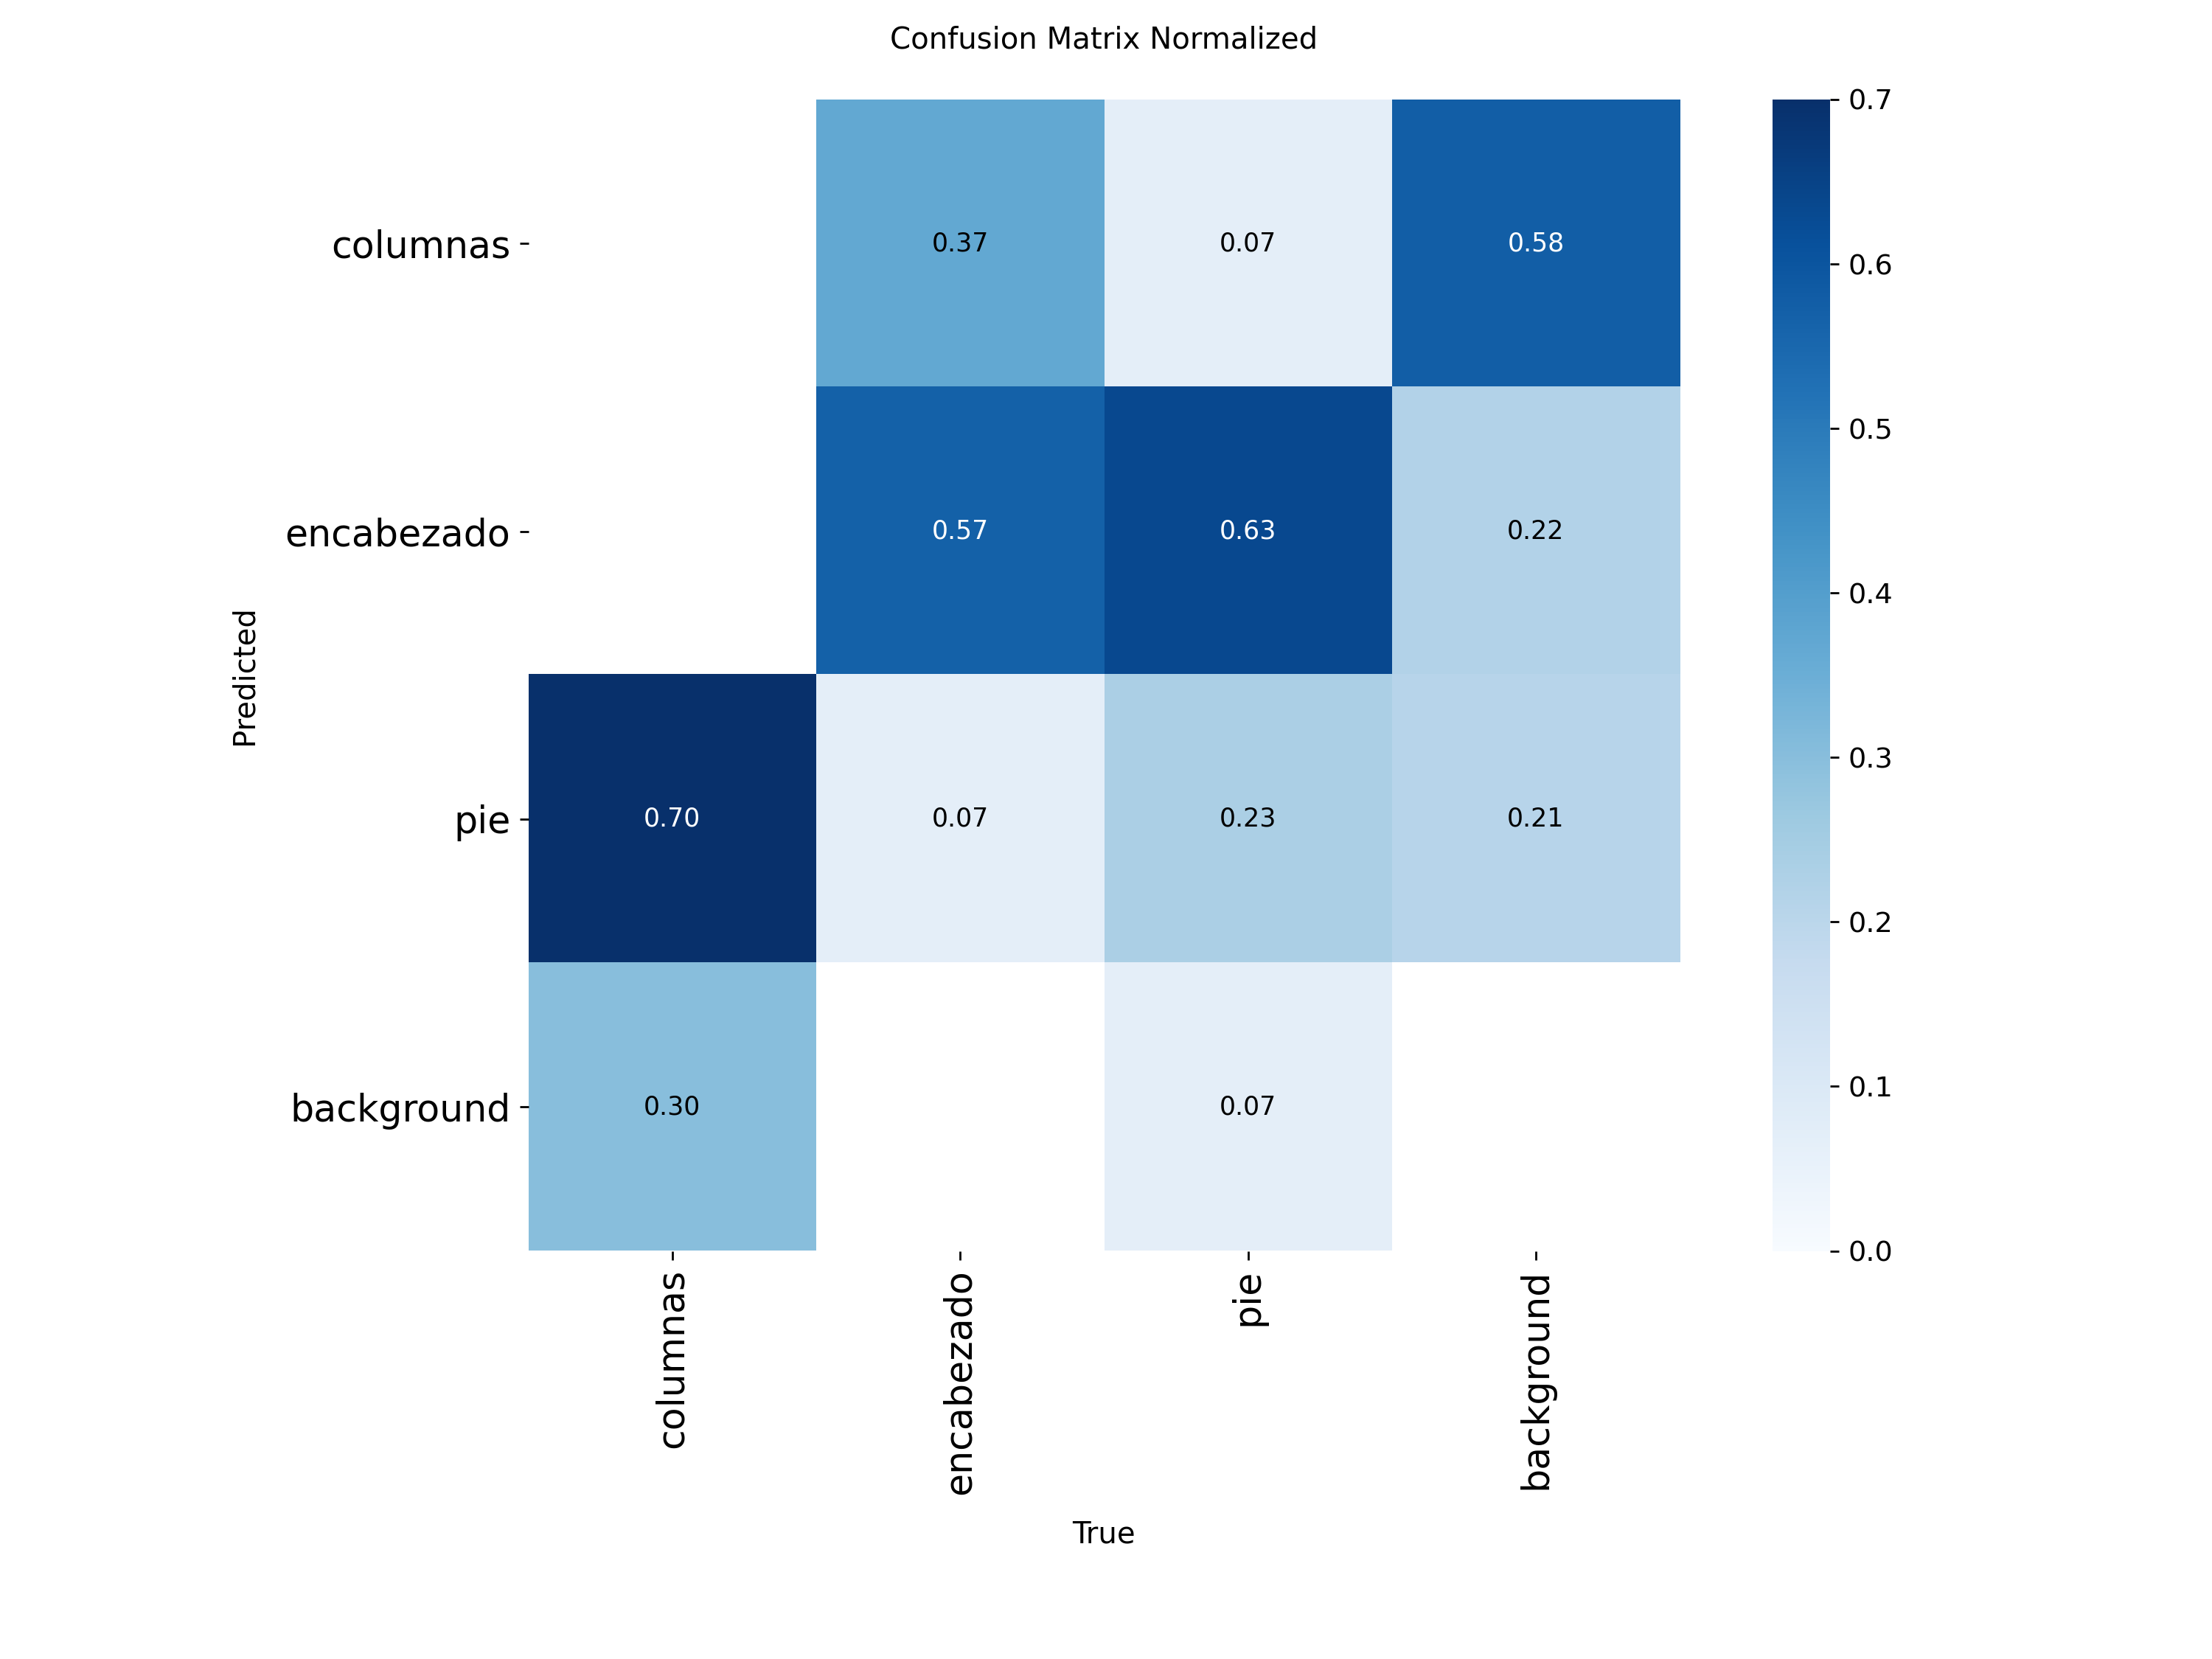 Confusion Matrix Normalized
columnas
0.37
0.07
0.58
encabezado
0.57
0.63
0.22
pie
0.70
0.07
0.23
0.21
background
0.30
0.07
Predicted
columnas
encabezado
pie
background
True
0.7
0.6
0.5
0.4
0.3
0.2
0.1
0.0